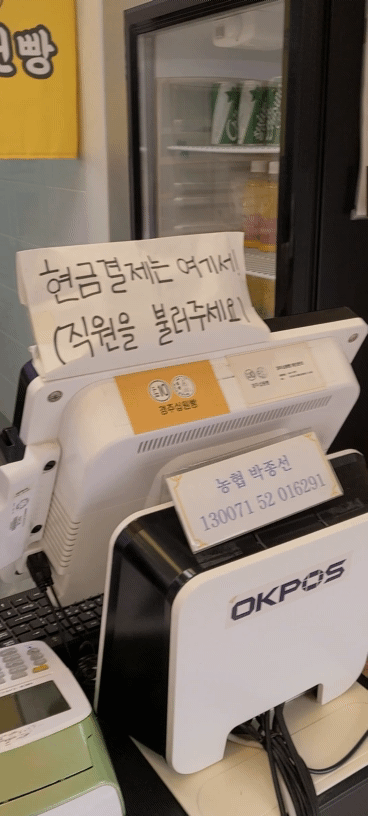 빵
현금결제는 여기서!
(직원을 불러주세요)
경주십원빵
농협 박종선
130071 52 016291
OKPOS